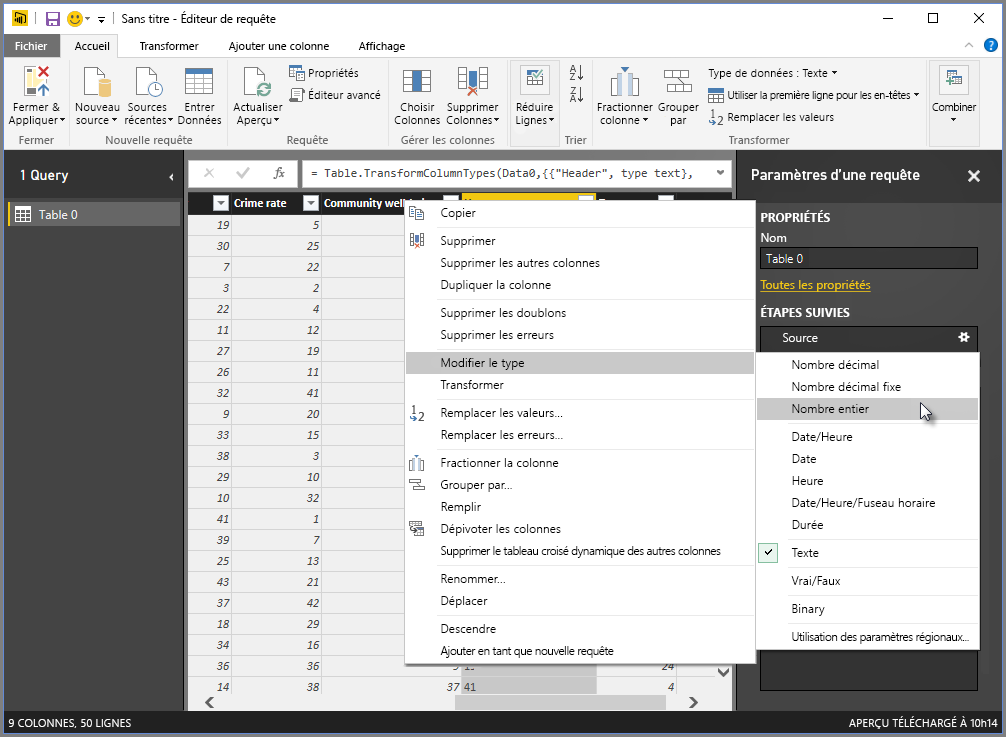 Sans titre - Éditeur de requête
Fichier
Accueil
Transformer
Ajouter une colonne
Affichage
Fermer & Appliquer
Nouveau source
Sources récentes
Entrer Données
Actualiser Aperçu
Propriétés
Éditeur avancé
Choisir Colonnes
Supprimer Colonnes
Réduire Lignes
Fractionner colonne
Grouper par
Type de données : Texte
Utiliser la première ligne pour les en-têtes
Remplacer les valeurs
Combiner
Fermer
Nouvelle requête
Requête
Gérer les colonnes
Trier
Transformer
1 Query
Table 0
fx
= Table.TransformColumnTypes(Data0,{{"Header", type text},
Crime rate
Community well
19 5
30 25
7 22
3 2
22 4
11 12
27 19
26 11
32 41
9 20
33 15
38 3
29 10
10 32
41 1
39 7
25 13
43 21
37 42
18 29
34 16
36 36 24
14 38 37 41 4
Copier
Supprimer
Supprimer les autres colonnes
Dupliquer la colonne
Supprimer les doublons
Supprimer les erreurs
Modifier le type
Transformer
Remplacer les valeurs...
Remplacer les erreurs...
Fractionner la colonne
Grouper par...
Remplir
Dépivoter les colonnes
Supprimer le tableau croisé dynamique des autres colonnes
Renommer...
Déplacer
Descendre
Ajouter en tant que nouvelle requête
Paramètres d'une requête
PROPRIÉTÉS
Nom
Table 0
Toutes les propriétés
ÉTAPES SUIVIES
Source
Nombre décimal
Nombre décimal fixe
Nombre entier
Date/Heure
Date
Heure
Date/Heure/Fuseau horaire
Durée
Texte
Vrai/Faux
Binary
Utilisation des paramètres régionaux...
9 COLONNES, 50 LIGNES
APERÇU TÉLÉCHARGÉ À 10h14